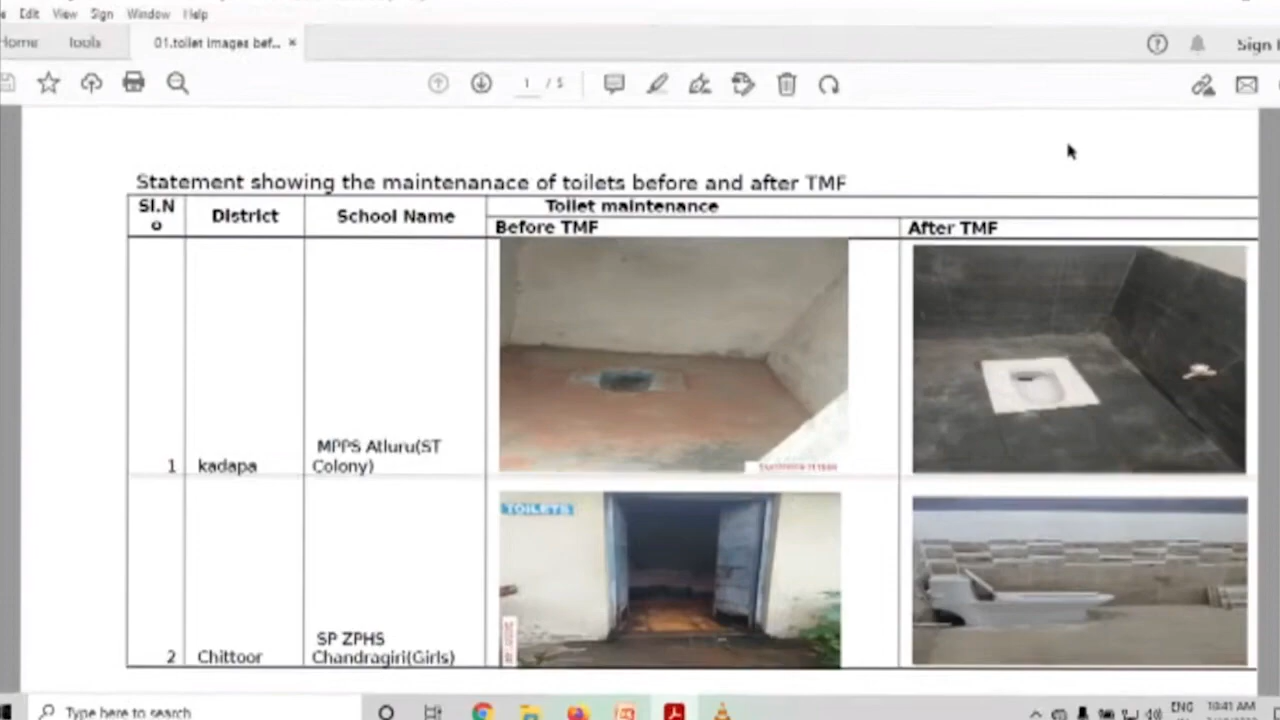 Edit View Sign Window Help
Home Tools 01.toilet images bef... ×
Sign
1 / 5
Statement showing the maintenanace of toilets before and after TMF
Sl.N
o
District
School Name
Toilet maintenance
Before TMF
After TMF
1
kadapa
MPPS Atluru(ST
Colony)
TOILETS
2
Chittoor
SP ZPHS
Chandragiri(Girls)
Type here to search
ENG
10:41 AM